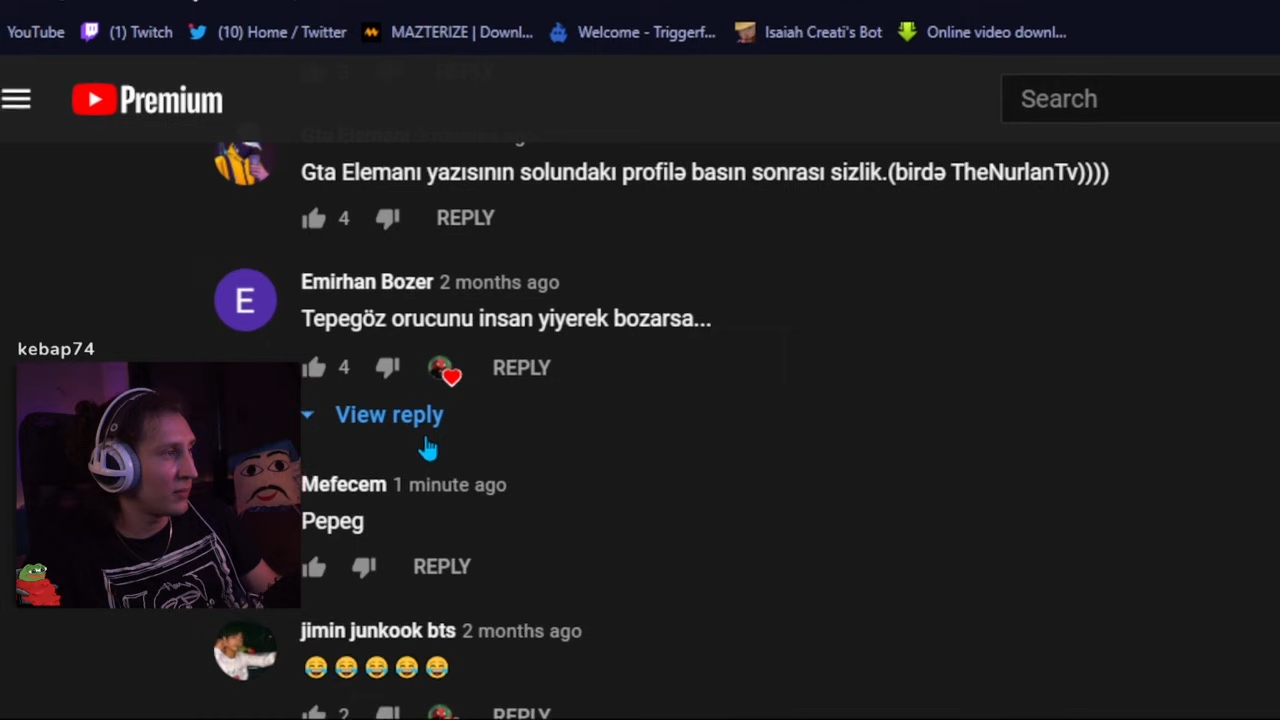 YouTube (1) Twitch (10) Home / Twitter MAZTERIZE | Downl... Welcome - Triggerf... Isaiah Creati's Bot Online video downl...
Premium Search
REPLY
Gta Elemanı yazısının solundakı profilə basın sonrası sizlik.(birdə TheNurlanTv))))
4 REPLY
E Emirhan Bozer 2 months ago
Tepegöz orucunu insan yiyerek bozarsa...
kebap74
4 REPLY
View reply
Mefecem 1 minute ago
Pepeg
REPLY
jimin junkook bts 2 months ago
😂😂😂😂😂
2 REPLY